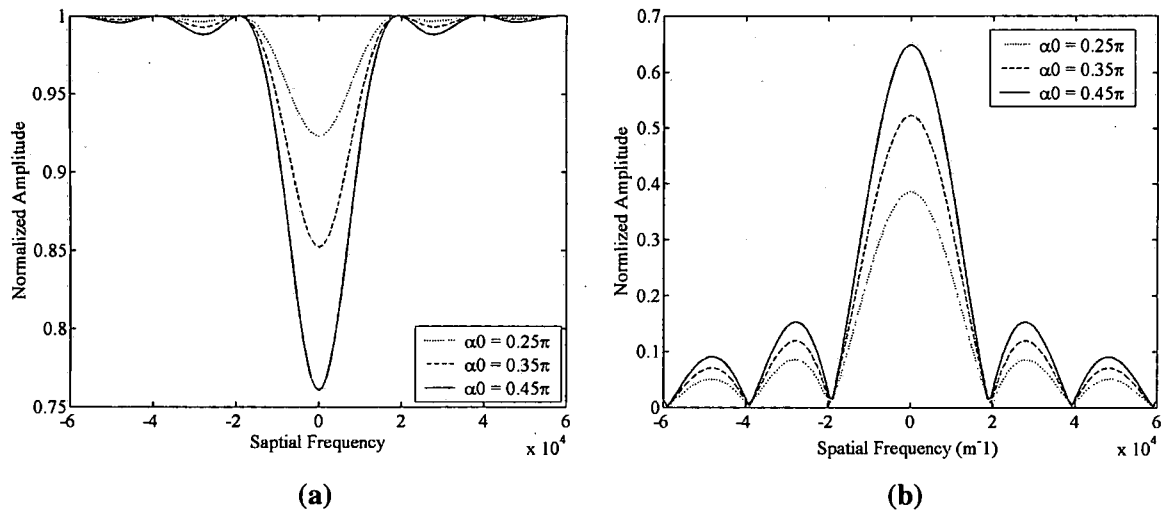 1
0.95
0.9
0.85
0.8
0.75
Normalized Amplitude
-6 -4 -2 0 2 4 6
Saptial Frequency
x 10^4
α0 = 0.25π
α0 = 0.35π
α0 = 0.45π
(a)
0.7
0.6
0.5
0.4
0.3
0.2
0.1
0
Normlized Amplitude
-6 -4 -2 0 2 4 6
Spatial Frequency (m^-1)
x 10^4
α0 = 0.25π
α0 = 0.35π
α0 = 0.45π
(b)